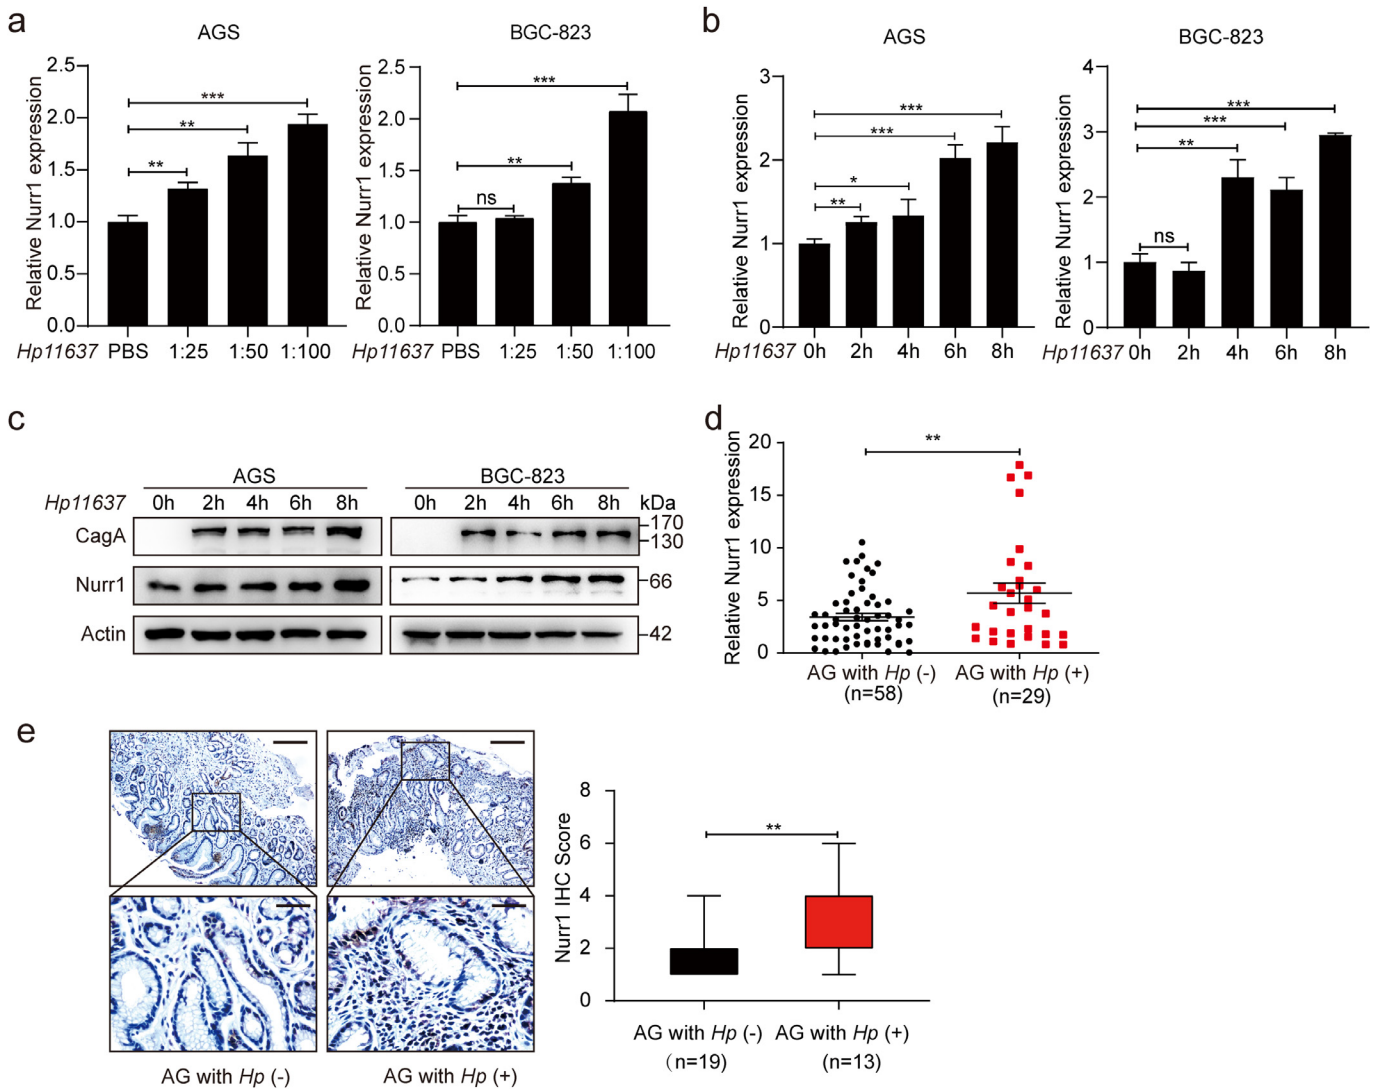 a
AGS
BGC-823
Relative Nurr1 expression
2.5
2.0
1.5
1.0
0.5
0.0
***
**
**
Hp11637 PBS 1:25 1:50 1:100
Relative Nurr1 expression
2.5
2.0
1.5
1.0
0.5
0.0
***
**
ns
PBS 1:25 1:50 1:100
b
AGS
BGC-823
Relative Nurr1 expression
3
2
1
0
***
***
*
**
Hp11637 0h 2h 4h 6h 8h
Relative Nurr1 expression
4
3
2
1
0
***
***
**
ns
Hp11637 0h 2h 4h 6h 8h
c
AGS BGC-823
Hp11637 0h 2h 4h 6h 8h 0h 2h 4h 6h 8h kDa
CagA 170
130
Nurr1 66
Actin 42
d
Relative Nurr1 expression
20
15
10
5
0
**
AG with Hp (-) AG with Hp (+)
(n=58) (n=29)
e
AG with Hp (-) AG with Hp (+)
Nurr1 IHC Score
8
6
4
2
0
**
AG with Hp (-) AG with Hp (+)
(n=19) (n=13)